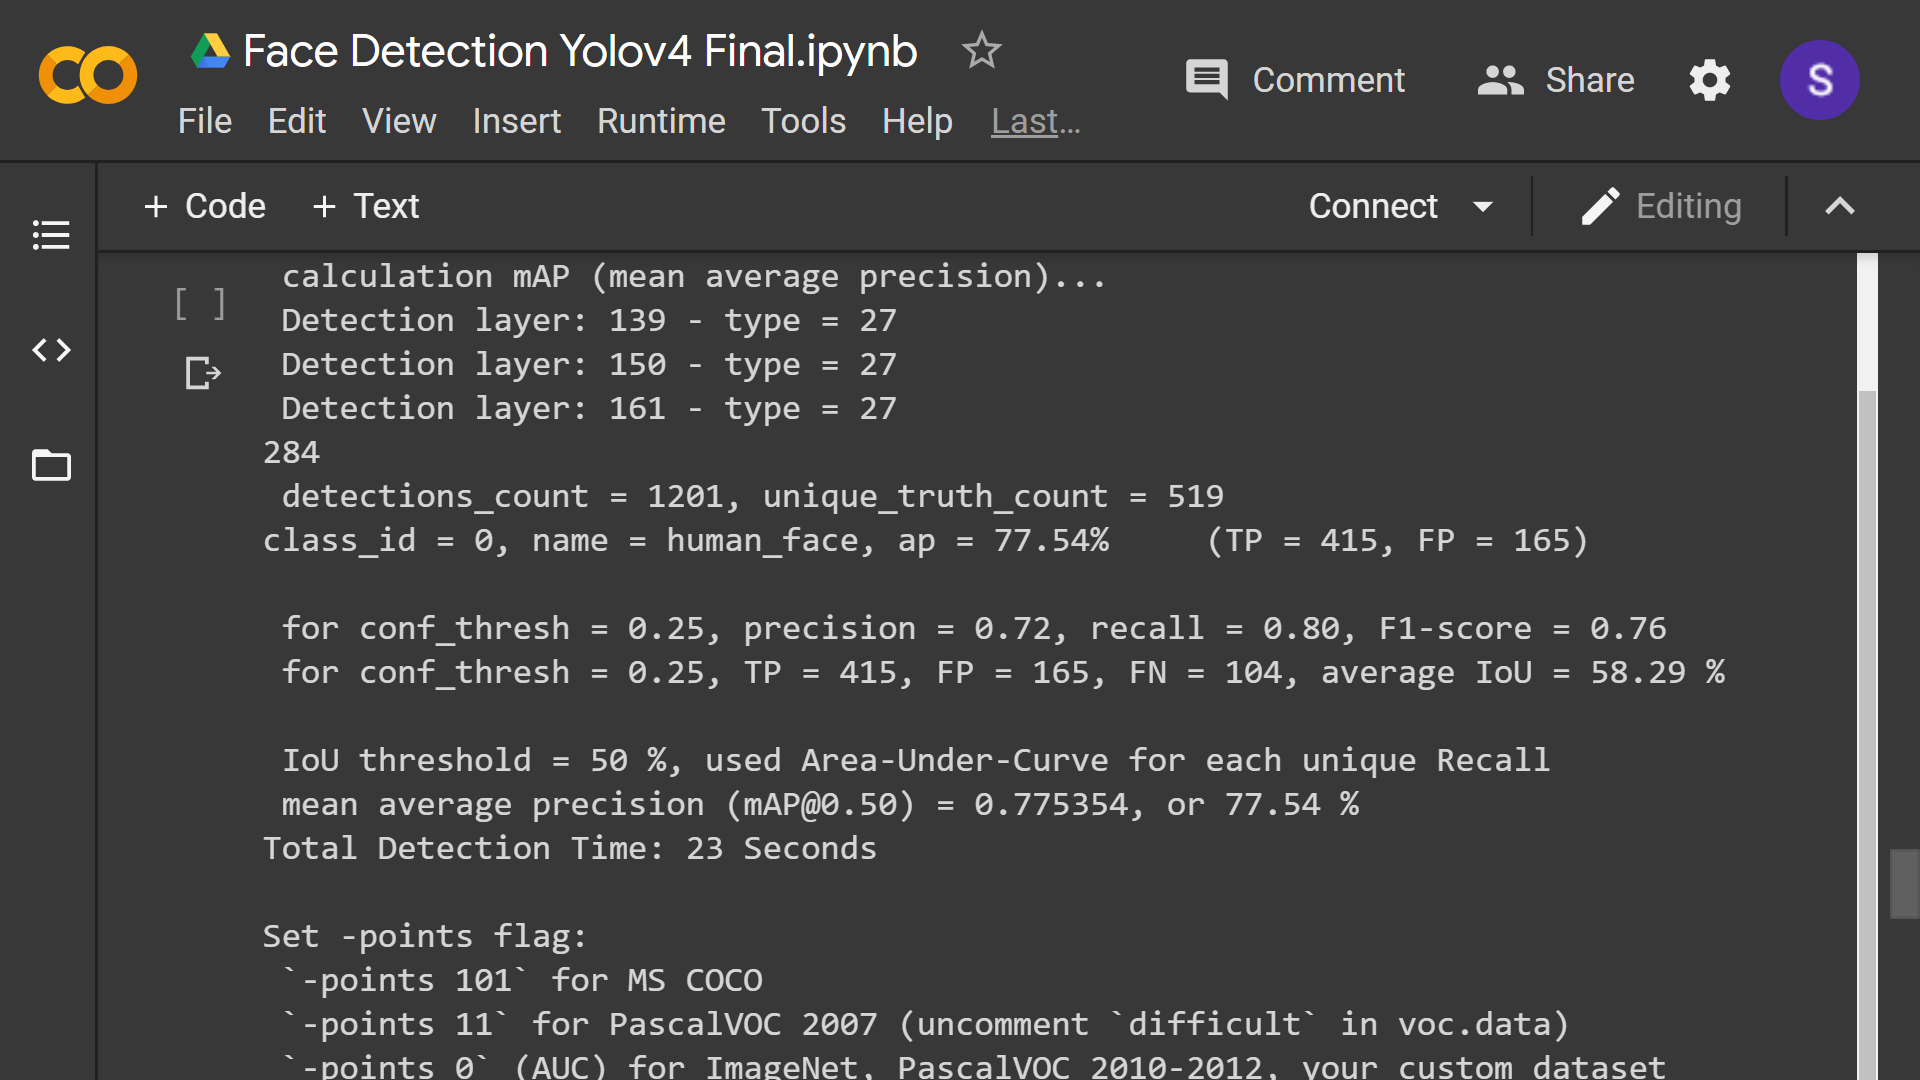 Face Detection Yolov4 Final.ipynb
Comment
Share
S
File Edit View Insert Runtime Tools Help Last...
+ Code + Text
Connect
Editing
[ ]
calculation mAP (mean average precision)...
Detection layer: 139 - type = 27
Detection layer: 150 - type = 27
Detection layer: 161 - type = 27
284
detections_count = 1201, unique_truth_count = 519
class_id = 0, name = human_face, ap = 77.54% (TP = 415, FP = 165)
for conf_thresh = 0.25, precision = 0.72, recall = 0.80, F1-score = 0.76
for conf_thresh = 0.25, TP = 415, FP = 165, FN = 104, average IoU = 58.29 %
IoU threshold = 50 %, used Area-Under-Curve for each unique Recall
mean average precision (mAP@0.50) = 0.775354, or 77.54 %
Total Detection Time: 23 Seconds
Set -points flag:
`-points 101` for MS COCO
`-points 11` for PascalVOC 2007 (uncomment `difficult` in voc.data)
`-points 0` (AUC) for ImageNet, PascalVOC 2010-2012, your custom dataset